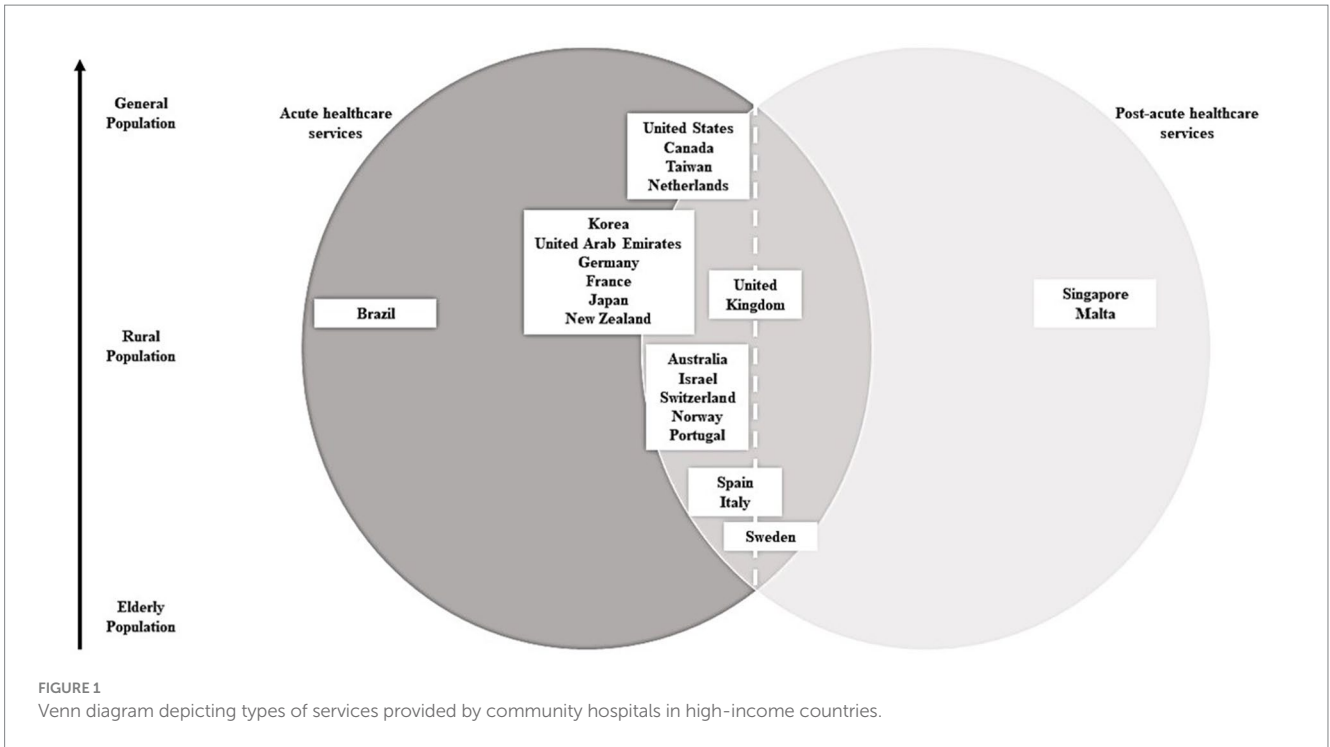 General
Population
Acute healthcare
services
Post-acute healthcare
services
United States
Canada
Taiwan
Netherlands
Korea
United Arab Emirates
Germany
France
Japan
New Zealand
United
Kingdom
Singapore
Malta
Brazil
Rural
Population
Australia
Israel
Switzerland
Norway
Portugal
Spain
Italy
Sweden
Elderly
Population
FIGURE 1
Venn diagram depicting types of services provided by community hospitals in high-income countries.